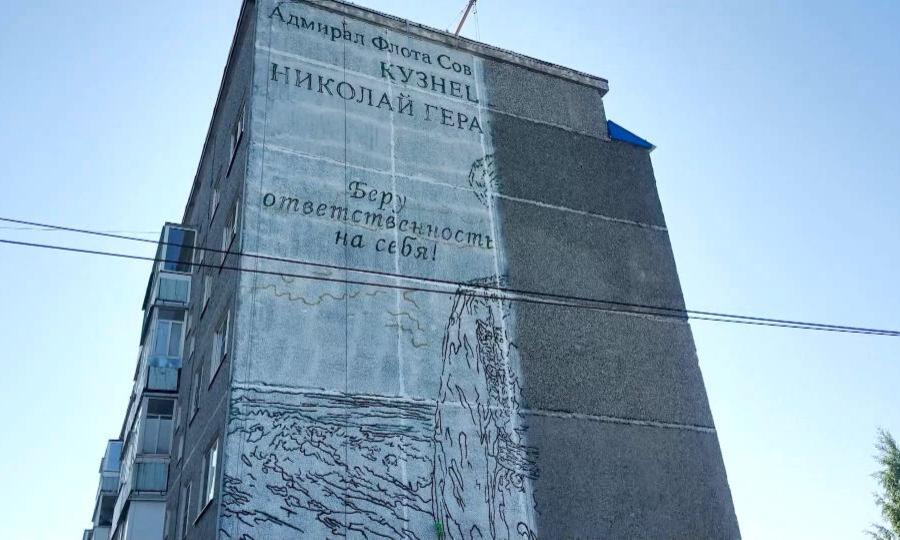 Адмирал Флота Сов
КУЗНЕЦ
НИКОЛАЙ ГЕРА
Беру
ответственность
на себя!